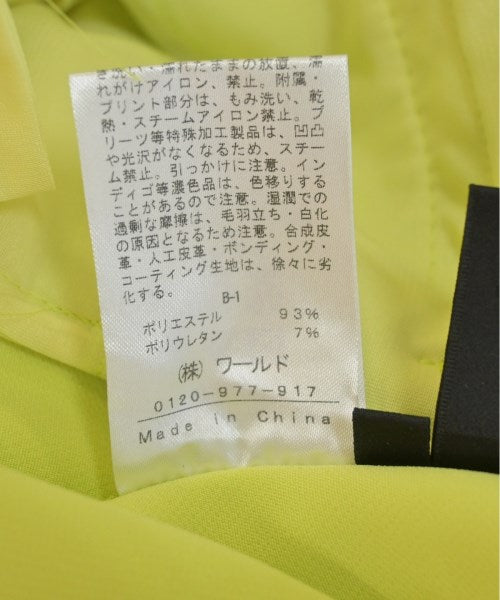 き洗い、濡れたままの放置、濡
れがけアイロン、禁止。附属・
プリント部分は、もみ洗い、乾
熱・スチームアイロン禁止。プ
リーツ等特殊加工製品は、凹凸
や光沢がなくなるため、スチー
ム禁止。引っかけに注意。イン
ディゴ等濃色品は、色移りする
ことがあるので注意。湿潤での
過剰な摩擦は、毛羽立ち・白化
の原因となるため注意。合成皮
革・人工皮革・ボンディング・
コーティング生地は、徐々に劣
化する。
B-1
ポリエステル 93%
ポリウレタン 7%
(株) ワールド
0120-977-917
Made in China